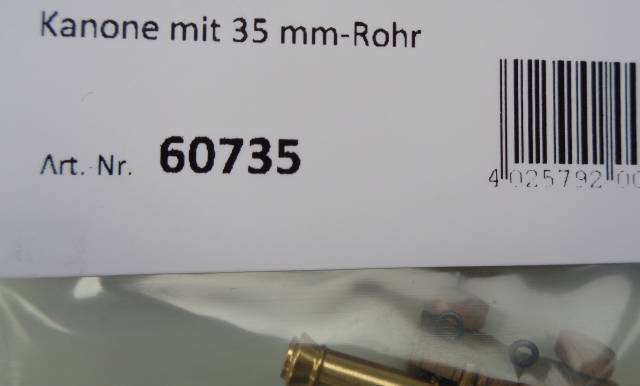 Kanone mit 35 mm-Rohr
Art. Nr. 60735
4 025792 00